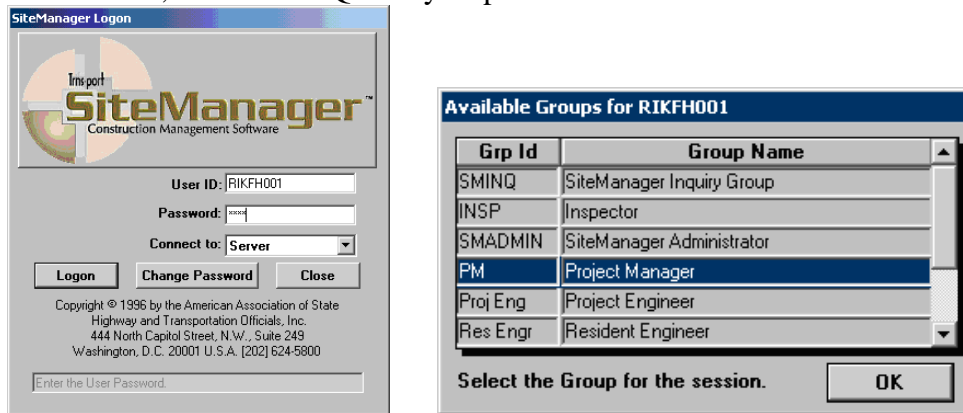 SiteManager Logon
Trns·port
SiteManager™
Construction Management Software
User ID: RIKFH001
Password: xxxx
Connect to: Server
Logon Change Password Close
Copyright © 1996 by the American Association of State
Highway and Transportation Officials, Inc.
444 North Capitol Street, N.W., Suite 249
Washington, D.C. 20001 U.S.A. (202) 624-5800
Enter the User Password.
Available Groups for RIKFH001
Grp Id Group Name
SMINQ SiteManager Inquiry Group
INSP Inspector
SMADMIN SiteManager Administrator
PM Project Manager
Proj Eng Project Engineer
Res Engr Resident Engineer
Select the Group for the session. OK